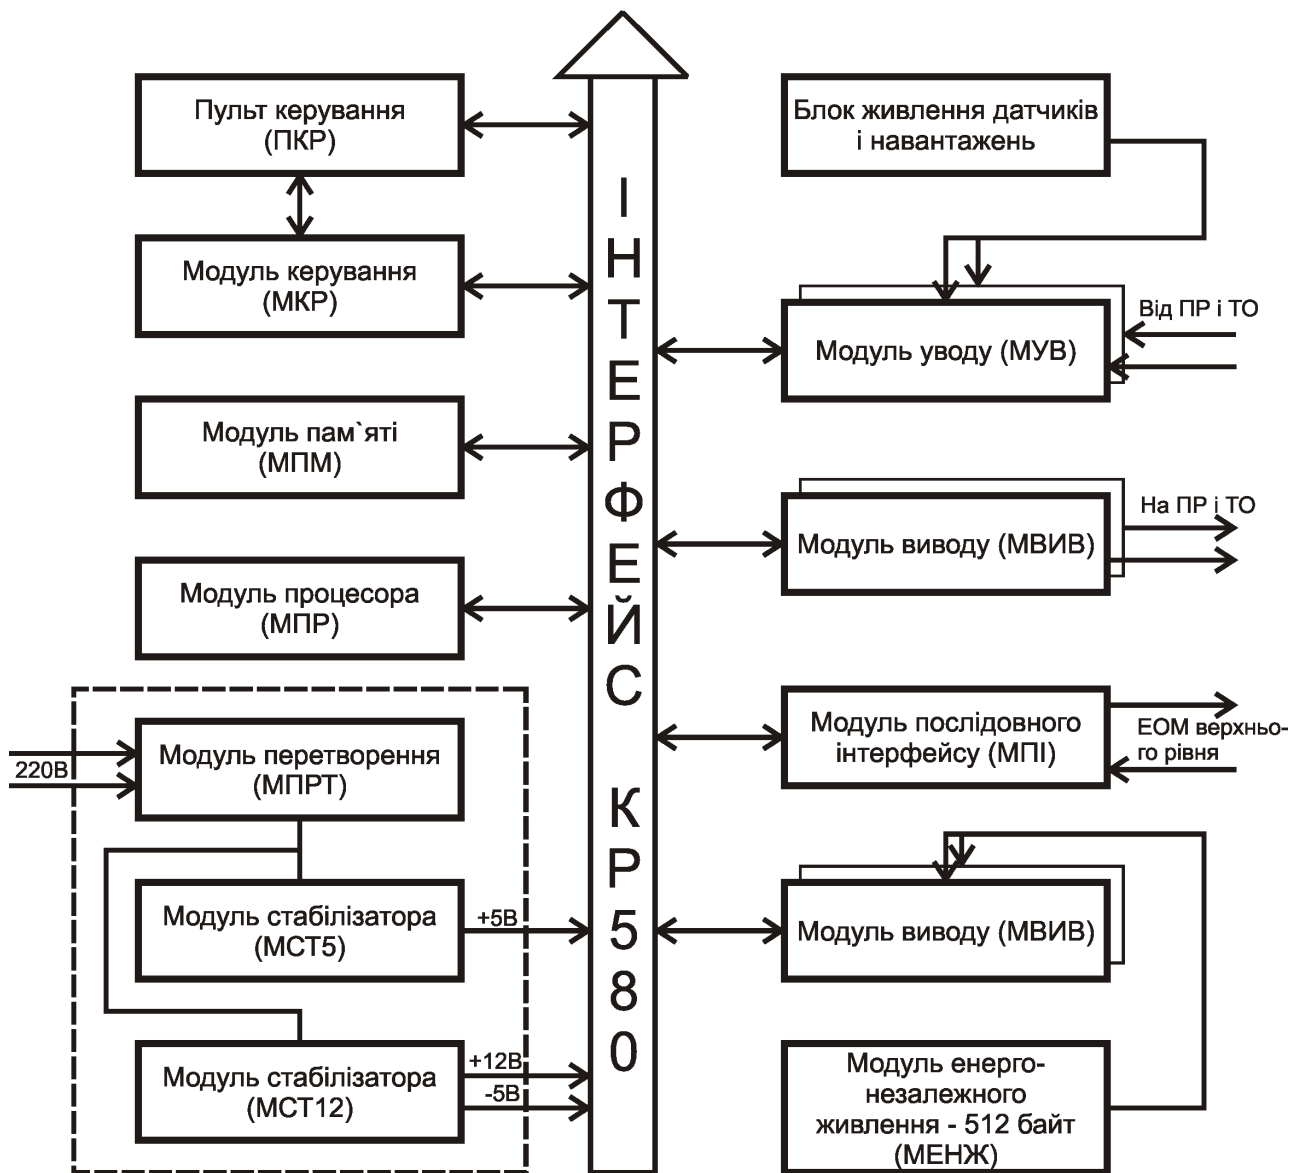 Пульт керування
(ПКР)
Модуль керування
(МКР)
Модуль пам`яті
(МПМ)
Модуль процесора
(МПР)
220В
Модуль перетворення
(МПРТ)
Модуль стабілізатора
(МСТ5)
+5В
Модуль стабілізатора
(МСТ12)
+12В
-5В
ІНТЕРФЕЙС КР580
Блок живлення датчиків
і навантажень
Модуль уводу (МУВ)
Від ПР і ТО
Модуль виводу (МВИВ)
На ПР і ТО
Модуль послідовного
інтерфейсу (МПІ)
ЕОМ верхньо-
го рівня
Модуль виводу (МВИВ)
Модуль енерго-
незалежного
живлення - 512 байт
(МЕНЖ)